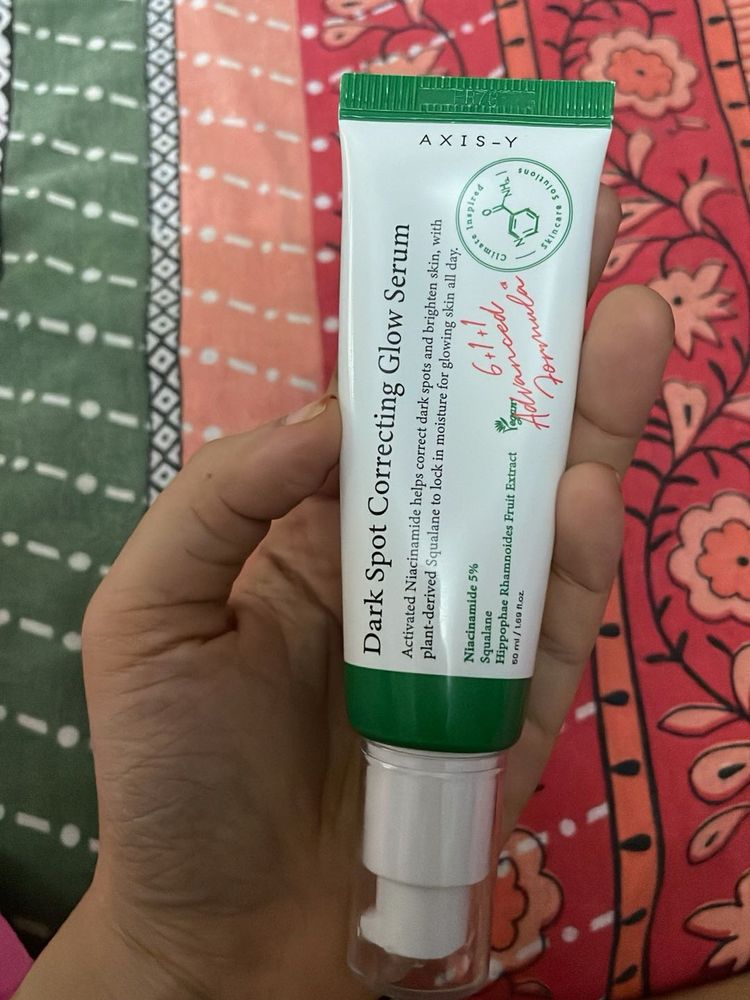 AXIS-Y
Climate Inspired Skincare Solutions
NH₂
O
N
Dark Spot Correcting Glow Serum
Activated Niacinamide helps correct dark spots and brighten skin, with
plant-derived Squalane to lock in moisture for glowing skin all day.
6+1+1
Advanced
Formula
Vegan
Niacinamide 5%
Squalane
Hippophae Rhamnoides Fruit Extract
50 ml / 1.69 fl.oz.